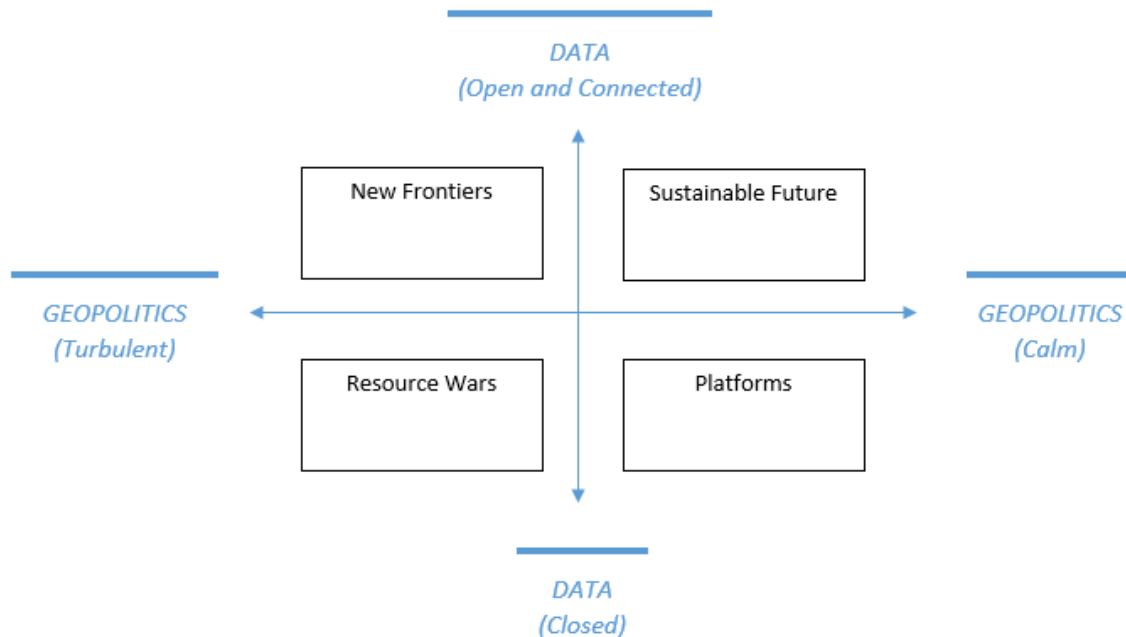 DATA
(Open and Connected)
New Frontiers
Sustainable Future
GEOPOLITICS
(Turbulent)
GEOPOLITICS
(Calm)
Resource Wars
Platforms
DATA
(Closed)